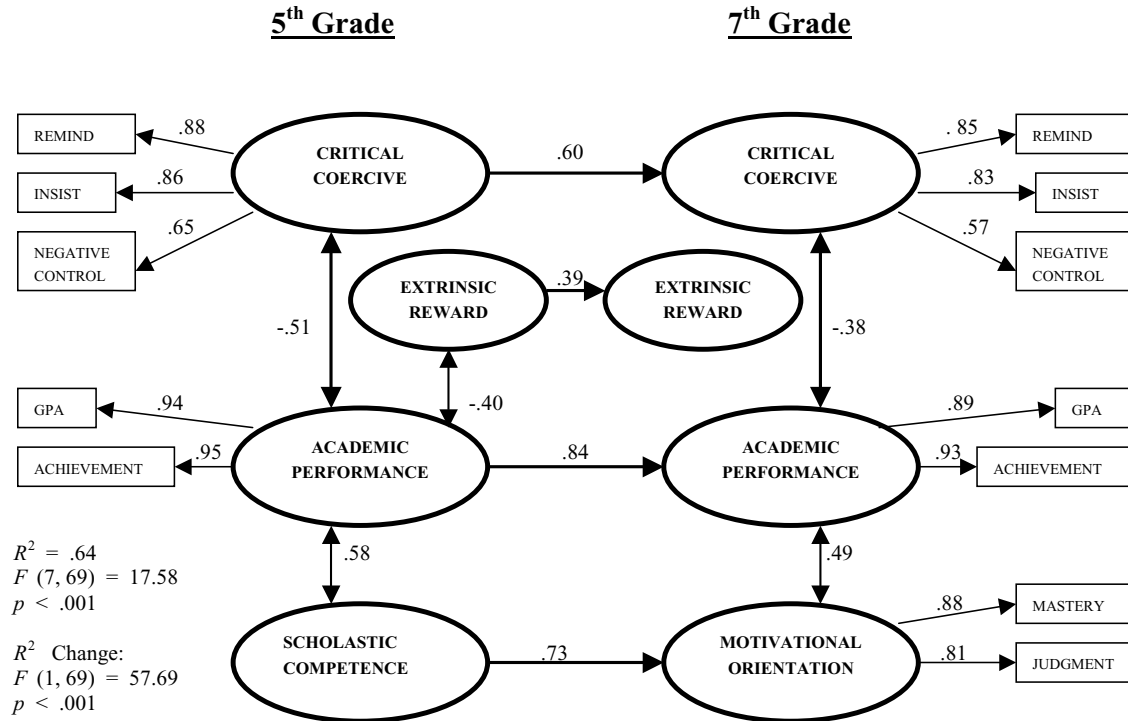 5th Grade
7th Grade
REMIND
.88
CRITICAL
COERCIVE
.60
CRITICAL
COERCIVE
. 85
REMIND
INSIST
.86
.83
INSIST
NEGATIVE
CONTROL
.65
.57
NEGATIVE
CONTROL
EXTRINSIC
REWARD
.39
EXTRINSIC
REWARD
-.51
-.38
-.40
GPA
.94
.89
GPA
ACHIEVEMENT
.95
ACADEMIC
PERFORMANCE
.84
ACADEMIC
PERFORMANCE
.93
ACHIEVEMENT
R2 = .64
F (7, 69) = 17.58
p < .001
.58
.49
R2 Change:
F (1, 69) = 57.69
p < .001
SCHOLASTIC
COMPETENCE
.73
MOTIVATIONAL
ORIENTATION
.88
MASTERY
.81
JUDGMENT